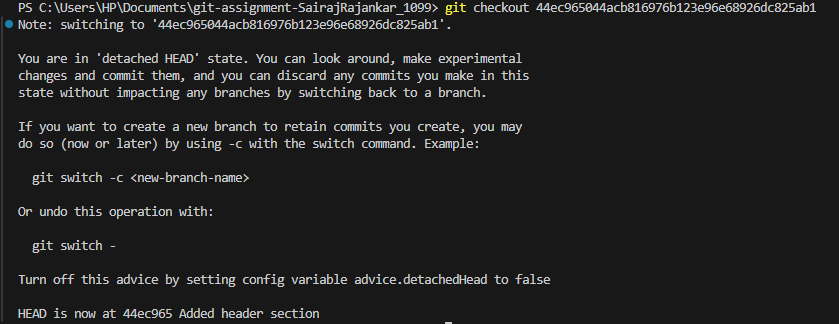 PS C:\Users\HP\Documents\git-assignment-SairajRajankar_1099> git checkout 44ec965044acb816976b123e96e68926dc825ab1
Note: switching to '44ec965044acb816976b123e96e68926dc825ab1'.
You are in 'detached HEAD' state. You can look around, make experimental
changes and commit them, and you can discard any commits you make in this
state without impacting any branches by switching back to a branch.
If you want to create a new branch to retain commits you create, you may
do so (now or later) by using -c with the switch command. Example:
git switch -c <new-branch-name>
Or undo this operation with:
git switch -
Turn off this advice by setting config variable advice.detachedHead to false
HEAD is now at 44ec965 Added header section